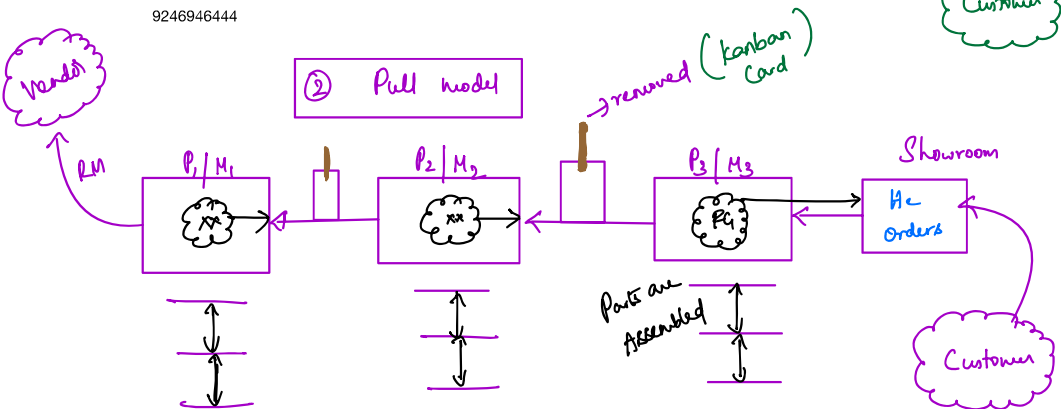 9246946444
Customer
Vendor
② Pull model
→ removed (Kanban
Card)
RM
P₁/M₁
P₂/M₂
P₃/M₃
Showroom
xx
xx
FG
He
orders
Parts are
Assembled
Customer